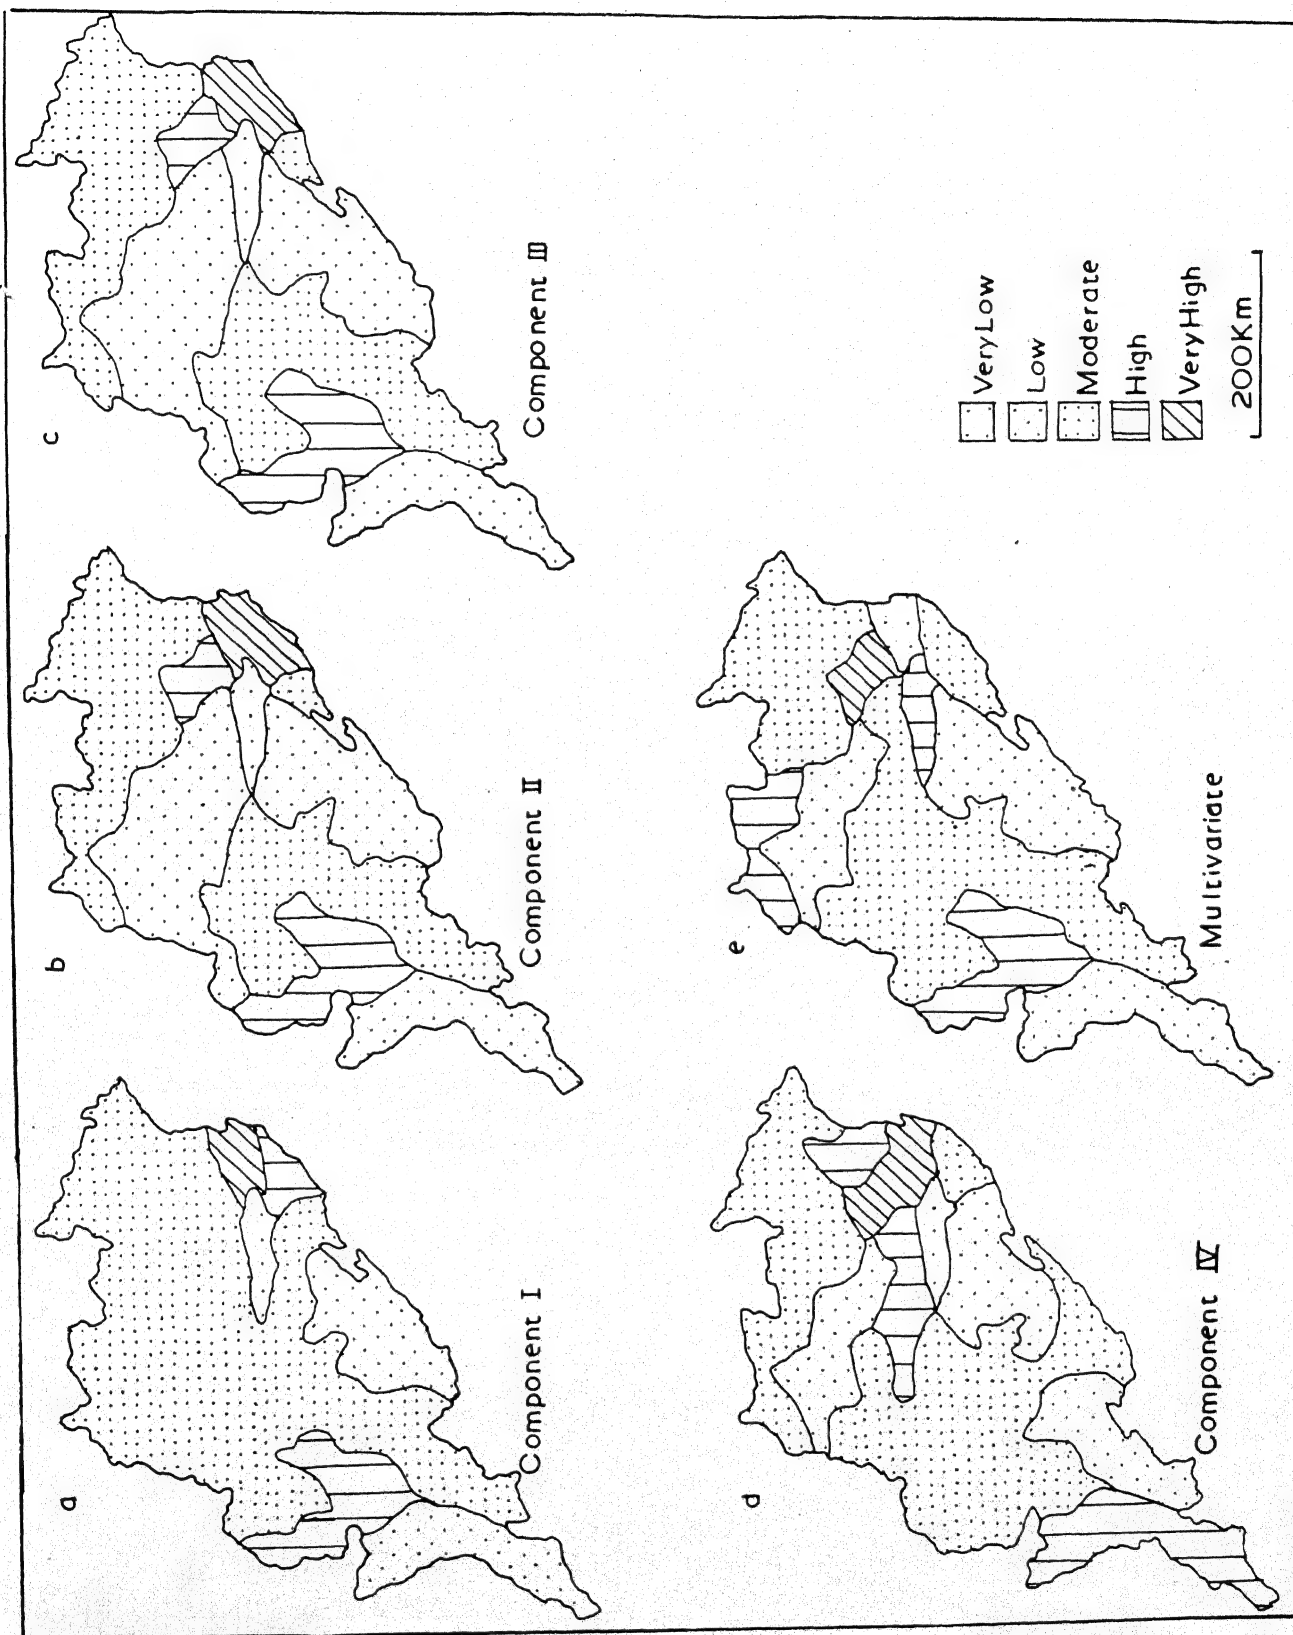 a
Component I
b
Component II
c
Component III
d
Component IV
e
Multivariate
Very Low
Low
Moderate
High
Very High
200Km